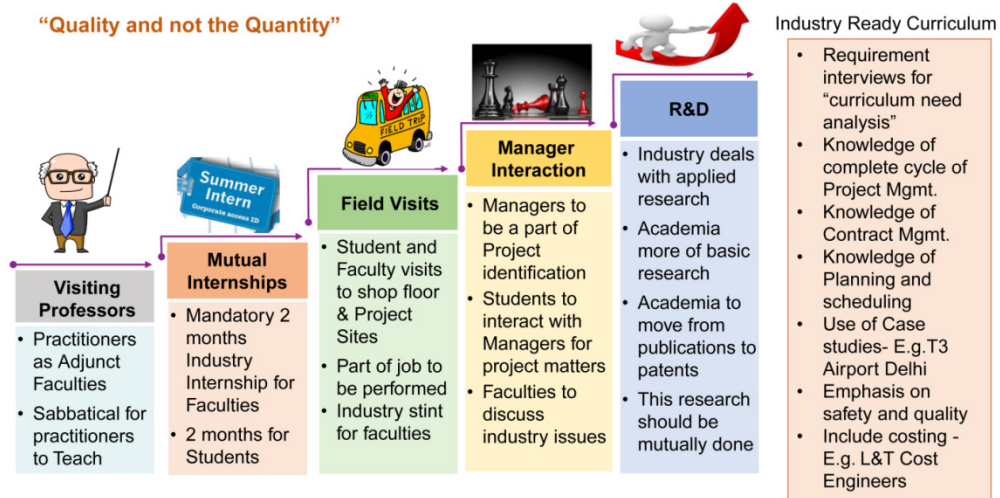 “Quality and not the Quantity”
Visiting
Professors
• Practitioners
as Adjunct
Faculties
• Sabbatical for
practitioners
to Teach
Summer
Intern
Corporate access ID
Mutual
Internships
• Mandatory 2
months
Industry
Internship for
Faculties
• 2 months for
Students
FIELD TRIP
Field Visits
• Student and
Faculty visits
to shop floor
& Project
Sites
• Part of job to
be performed
• Industry stint
for faculties
Manager
Interaction
• Managers to
be a part of
Project
identification
• Students to
interact with
Managers for
project matters
• Faculties to
discuss
industry issues
R&D
• Industry deals
with applied
research
• Academia
more of basic
research
• Academia to
move from
publications to
patents
• This research
should be
mutually done
Industry Ready Curriculum
• Requirement
interviews for
“curriculum need
analysis”
• Knowledge of
complete cycle of
Project Mgmt.
• Knowledge of
Contract Mgmt.
• Knowledge of
Planning and
scheduling
• Use of Case
studies- E.g.T3
Airport Delhi
• Emphasis on
safety and quality
• Include costing -
E.g. L&T Cost
Engineers